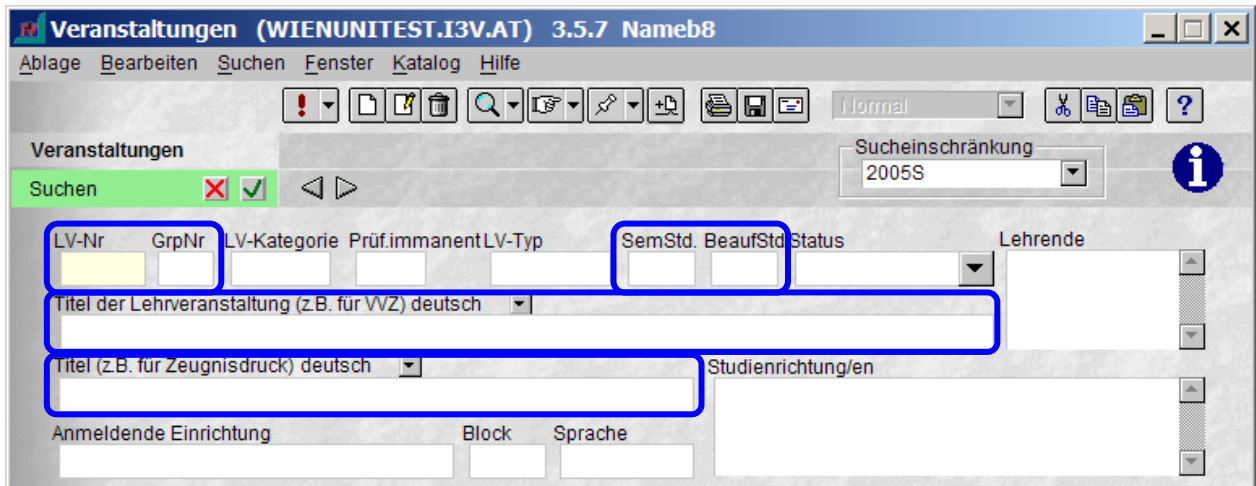 Veranstaltungen (WIENUNITEST.I3V.AT) 3.5.7 Nameb8
Ablage Bearbeiten Suchen Fenster Katalog Hilfe
Normal
Veranstaltungen
Sucheinschränkung
Suchen
2005S
LV-Nr GrpNr LV-Kategorie Prüf.immanent LV-Typ SemStd. BeaufStd Status Lehrende
Titel der Lehrveranstaltung (z.B. für VVZ) deutsch
Titel (z.B. für Zeugnisdruck) deutsch
Studienrichtung/en
Anmeldende Einrichtung Block Sprache